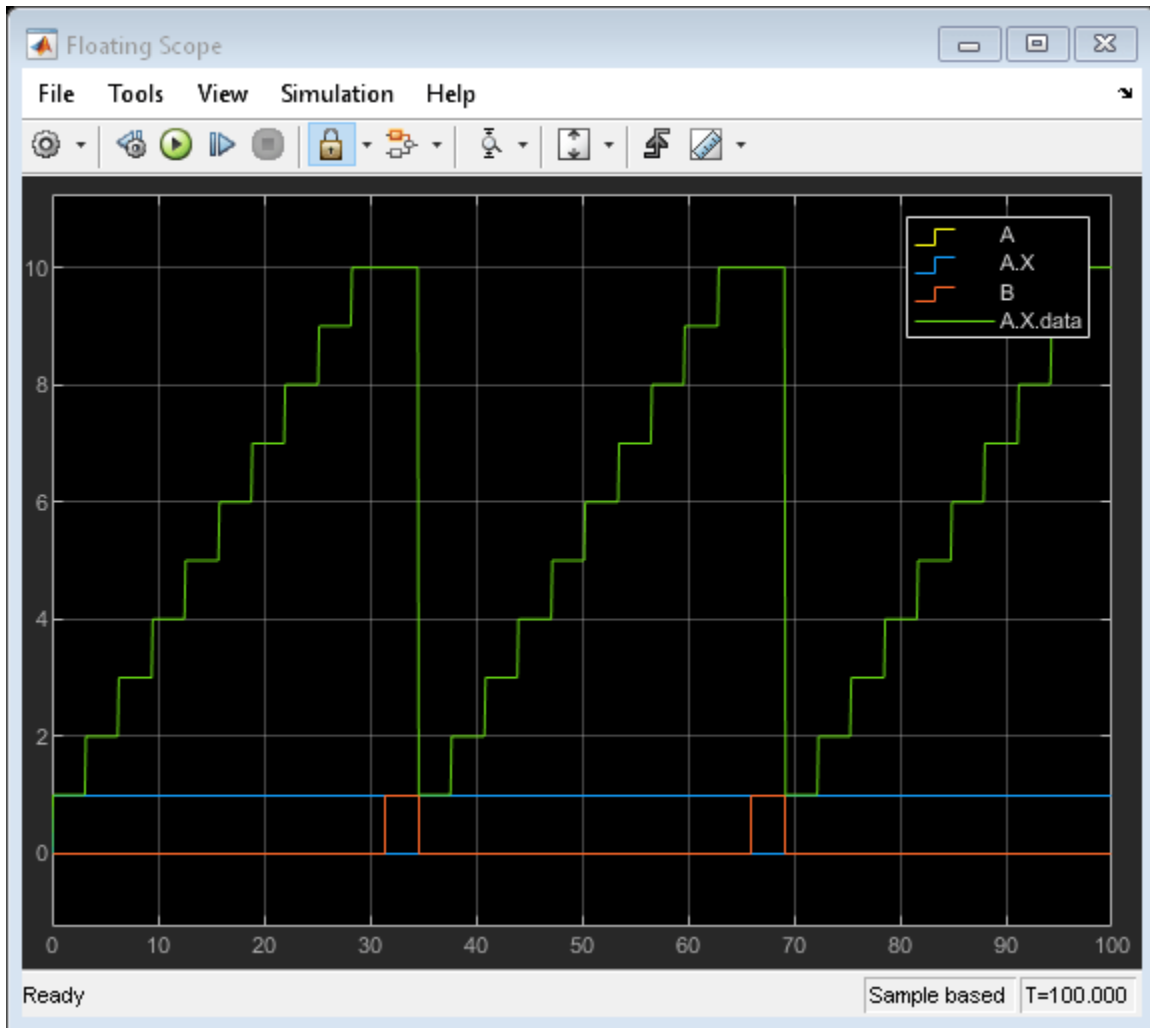 Floating Scope
File Tools View Simulation Help
A
A.X
B
A.X.data
10
8
6
4
2
0
0 10 20 30 40 50 60 70 80 90 100
Ready Sample based T=100.000